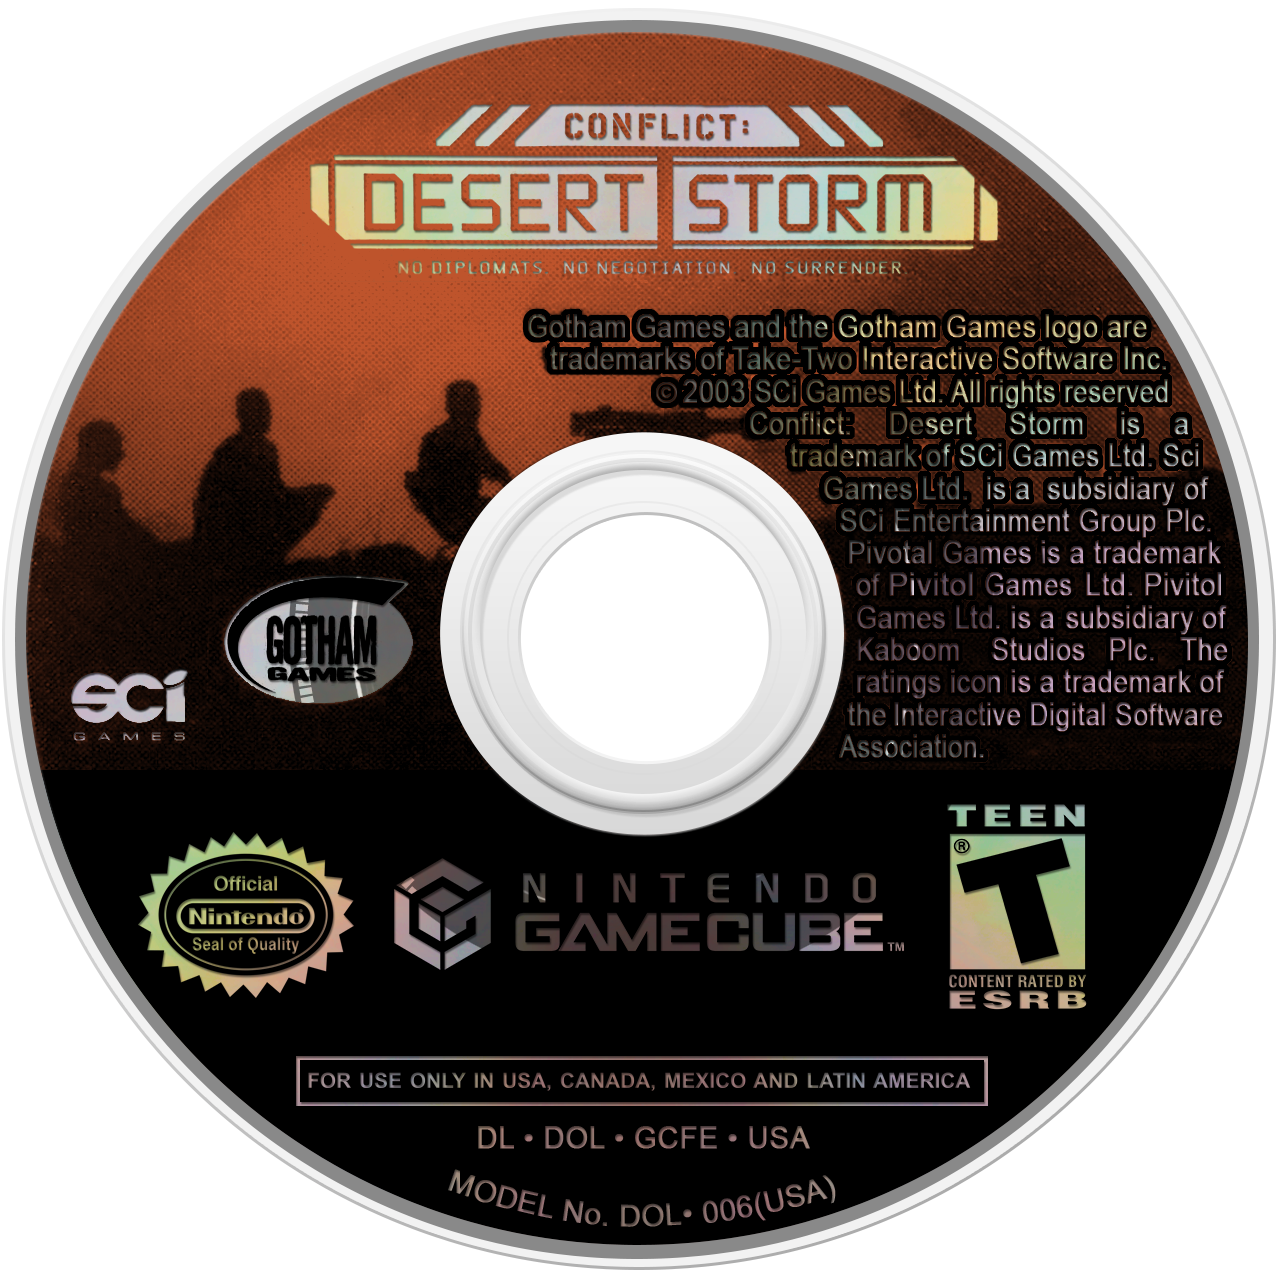 CONFLICT:
DESERT STORM
NO DIPLOMATS. NO NEGOTIATION. NO SURRENDER.
Gotham Games and the Gotham Games logo are
trademarks of Take-Two Interactive Software Inc.
© 2003 SCi Games Ltd. All rights reserved
Conflict: Desert Storm is a
trademark of SCi Games Ltd. Sci
Games Ltd. is a subsidiary of
SCi Entertainment Group Plc.
Pivotal Games is a trademark
of Pivitol Games Ltd. Pivitol
Games Ltd. is a subsidiary of
Kaboom Studios Plc. The
ratings icon is a trademark of
the Interactive Digital Software
Association.
GOTHAM
GAMES
SCi
GAMES
Official
Nintendo®
Seal of Quality
NINTENDO
GAMECUBE™
TEEN
®
T
CONTENT RATED BY
ESRB
FOR USE ONLY IN USA, CANADA, MEXICO AND LATIN AMERICA
DL • DOL • GCFE • USA
MODEL No. DOL• 006(USA)